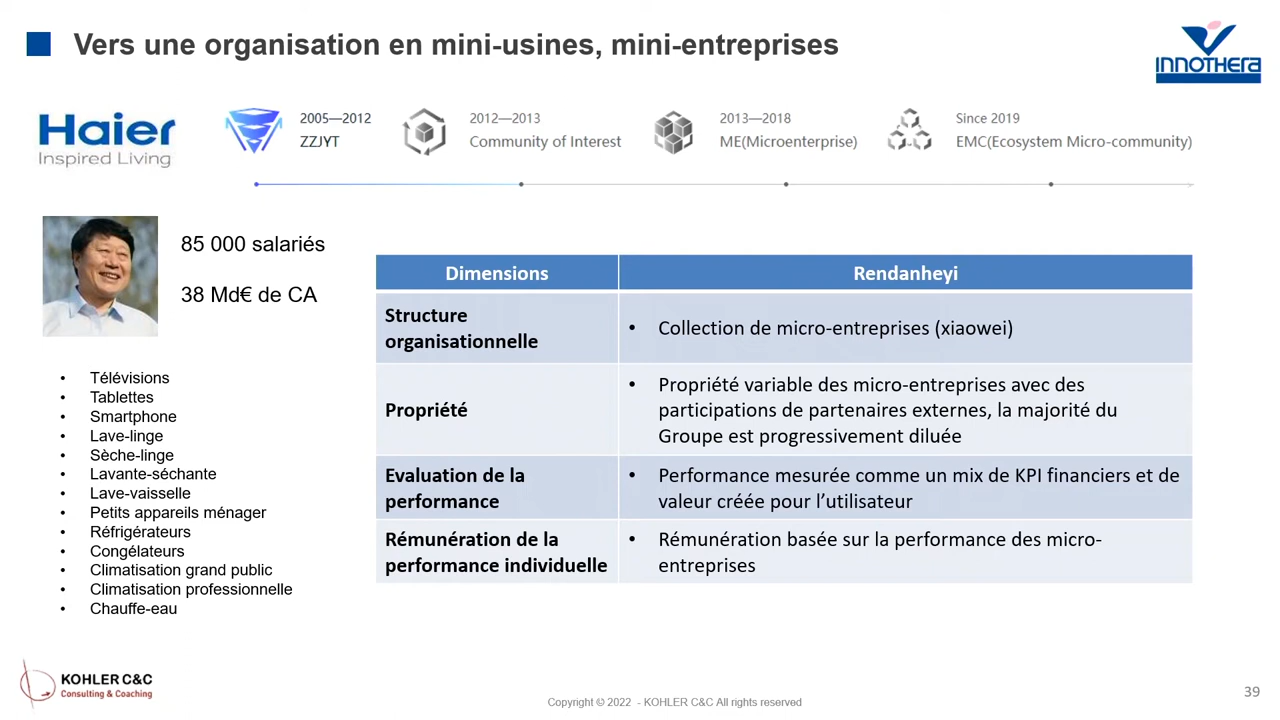 Vers une organisation en mini-usines, mini-entreprises
INNOTHERA
Haier
Inspired Living
2005—2012
ZZJYT
2012—2013
Community of Interest
2013—2018
ME(Microenterprise)
Since 2019
EMC(Ecosystem Micro-community)
85 000 salariés
38 Md€ de CA
• Télévisions
• Tablettes
• Smartphone
• Lave-linge
• Sèche-linge
• Lavante-séchante
• Lave-vaisselle
• Petits appareils ménager
• Réfrigérateurs
• Congélateurs
• Climatisation grand public
• Climatisation professionnelle
• Chauffe-eau
Dimensions
Rendanheyi
Structure
organisationnelle
• Collection de micro-entreprises (xiaowei)
Propriété
• Propriété variable des micro-entreprises avec des
participations de partenaires externes, la majorité du
Groupe est progressivement diluée
Evaluation de la
performance
• Performance mesurée comme un mix de KPI financiers et de
valeur créée pour l’utilisateur
Rémunération de la
performance individuelle
• Rémunération basée sur la performance des micro-
entreprises
KOHLER C&C
Consulting & Coaching
Copyright © 2022 - KOHLER C&C All rights reserved
39